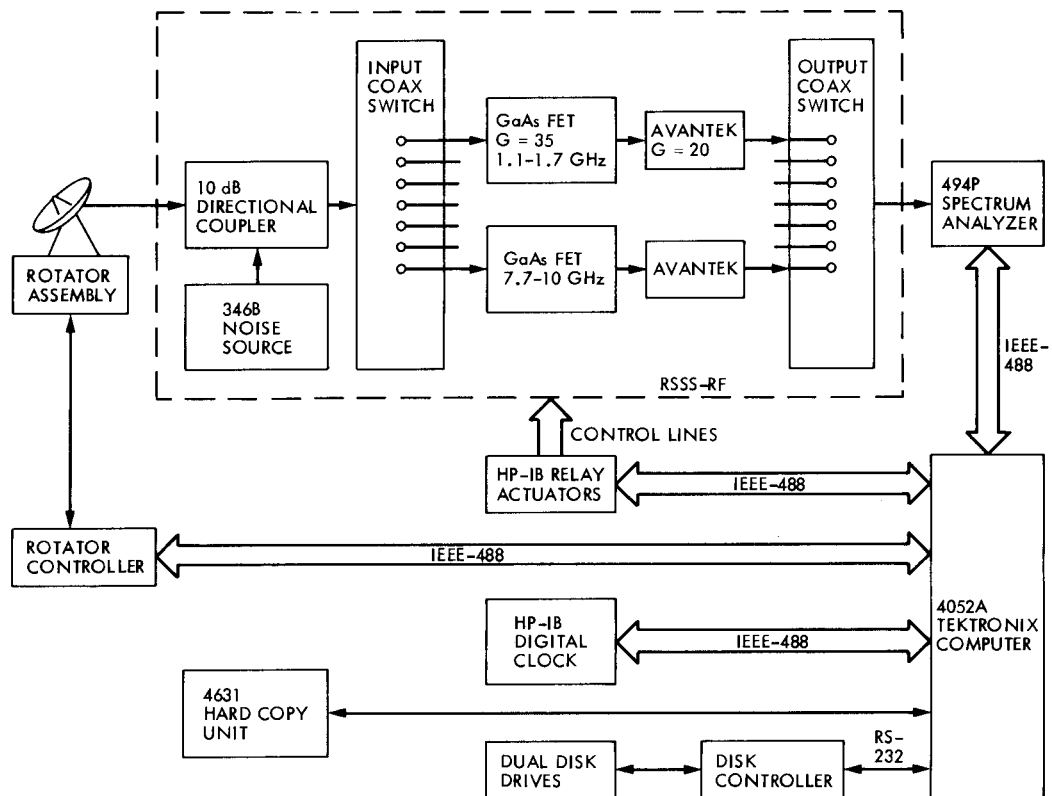 INPUT
COAX
SWITCH
OUTPUT
COAX
SWITCH
GaAs FET
G = 35
1.1-1.7 GHz
AVANTEK
G = 20
10 dB
DIRECTIONAL
COUPLER
494P
SPECTRUM
ANALYZER
ROTATOR
ASSEMBLY
GaAs FET
7.7-10 GHz
AVANTEK
346B
NOISE
SOURCE
RSSS-RF
IEEE-
488
CONTROL LINES
HP-IB RELAY
ACTUATORS
IEEE-488
ROTATOR
CONTROLLER
IEEE-488
4052A
TEKTRONIX
COMPUTER
HP-IB
DIGITAL
CLOCK
IEEE-488
4631
HARD COPY
UNIT
DUAL DISK
DRIVES
DISK
CONTROLLER
RS-
232